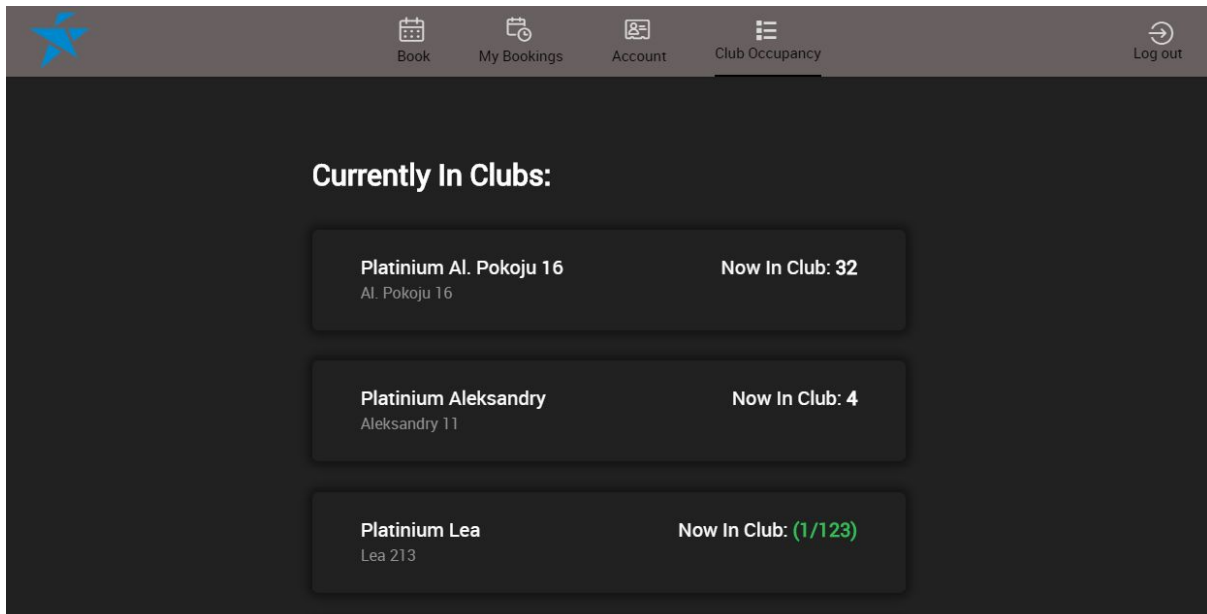 Book
My Bookings
Account
Club Occupancy
Log out
Currently In Clubs:
Platinium Al. Pokoju 16
Now In Club: 32
Al. Pokoju 16
Platinium Aleksandry
Now In Club: 4
Aleksandry 11
Platinium Lea
Now In Club: (1/123)
Lea 213